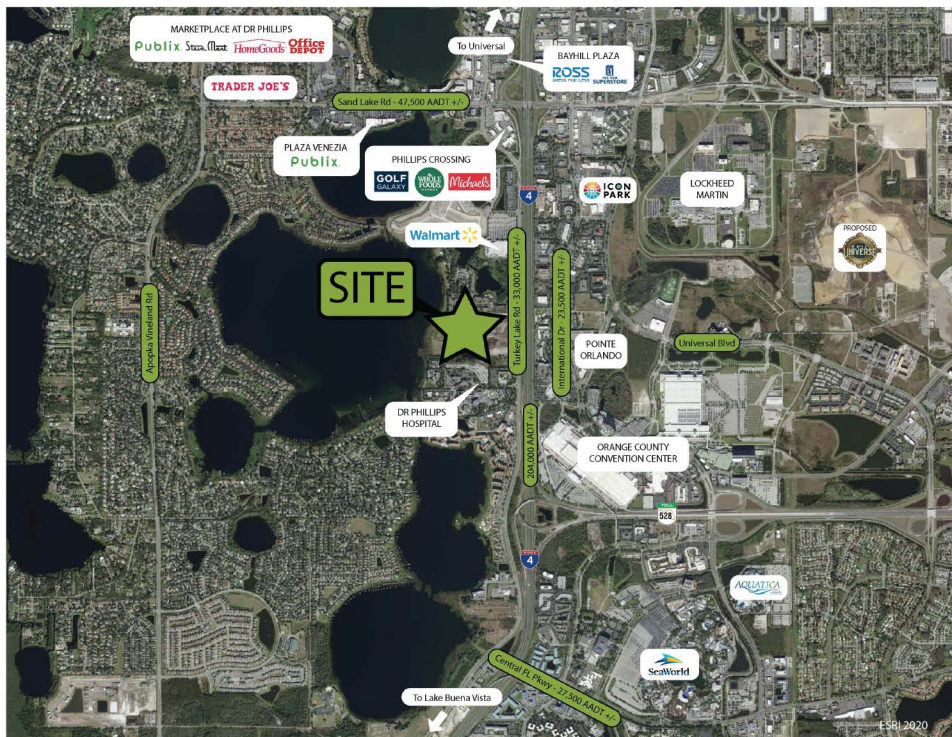 MARKETPLACE AT DR PHILLIPS
Publix. Stein Mart HomeGoods Office DEPOT
TRADER JOE'S
To Universal
BAYHILL PLAZA
ROSS
DRESS FOR LESS
SUPERSTORE
Sand Lake Rd - 47,500 AADT +/-
PLAZA VENEZIA
Publix.
PHILLIPS CROSSING
GOLF GALAXY
WHOLE FOODS MARKET
Michaels
4
ICON PARK
LOCKHEED MARTIN
PROPOSED
EPIC UNIVERSE
Walmart
SITE
Turkey Lake Rd - 33,000 AADT +/-
International Dr - 23,500 AADT +/-
Apopka Vineland Rd
POINTE ORLANDO
Universal Blvd
DR PHILLIPS HOSPITAL
204,000 AADT +/-
ORANGE COUNTY CONVENTION CENTER
TOLL
528
4
AQUATICA
SeaWorld
Central FL Pkwy - 27,500 AADT +/-
To Lake Buena Vista
ESRI 2020